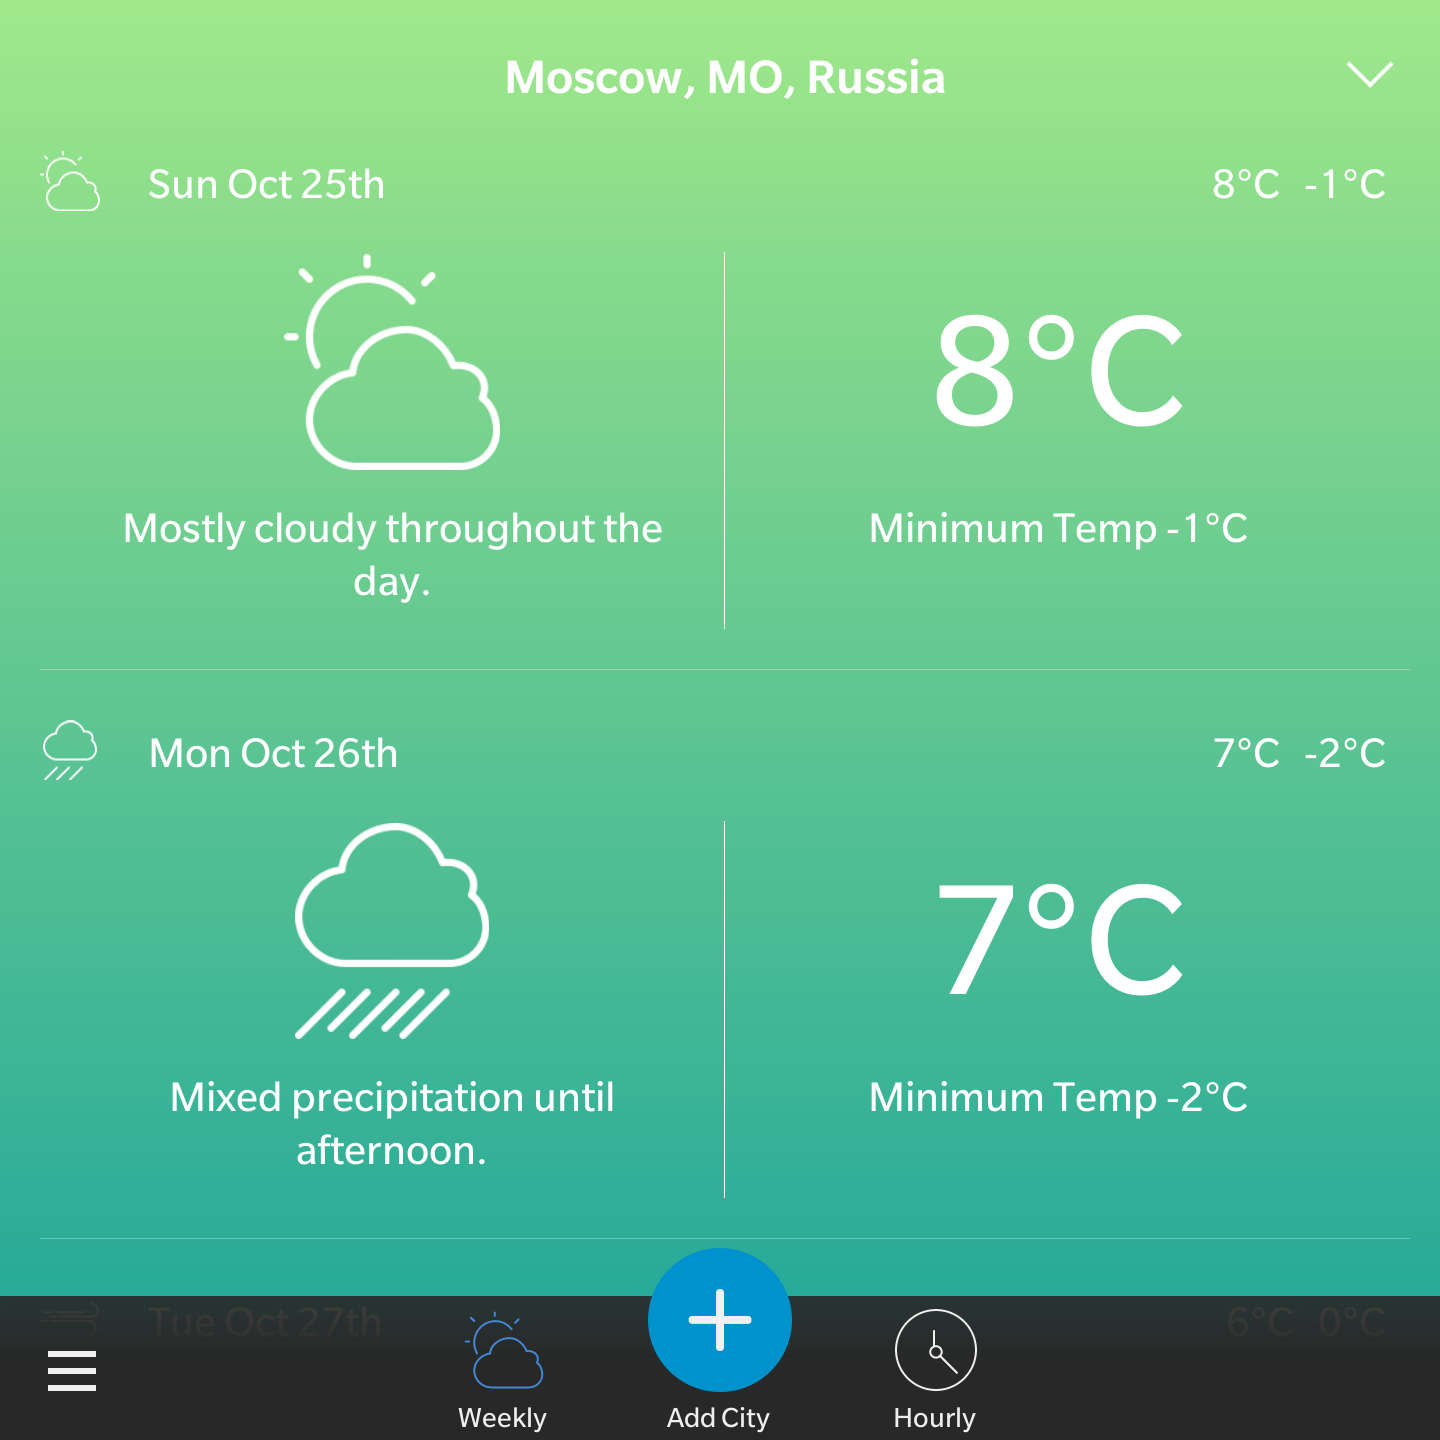 Moscow, MO, Russia
Sun Oct 25th
8°C -1°C
8°C
Mostly cloudy throughout the
day.
Minimum Temp -1°C
Mon Oct 26th
7°C -2°C
7°C
Mixed precipitation until
afternoon.
Minimum Temp -2°C
Tue Oct 27th
6°C 0°C
Weekly
Add City
Hourly